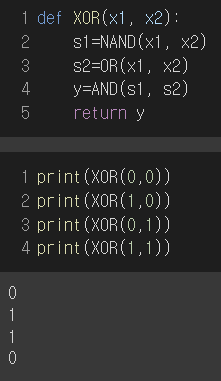 1 def XOR(x1, x2):
2     s1=NAND(x1, x2)
3     s2=OR(x1, x2)
4     y=AND(s1, s2)
5     return y
1 print(XOR(0,0))
2 print(XOR(1,0))
3 print(XOR(0,1))
4 print(XOR(1,1))
0
1
1
0